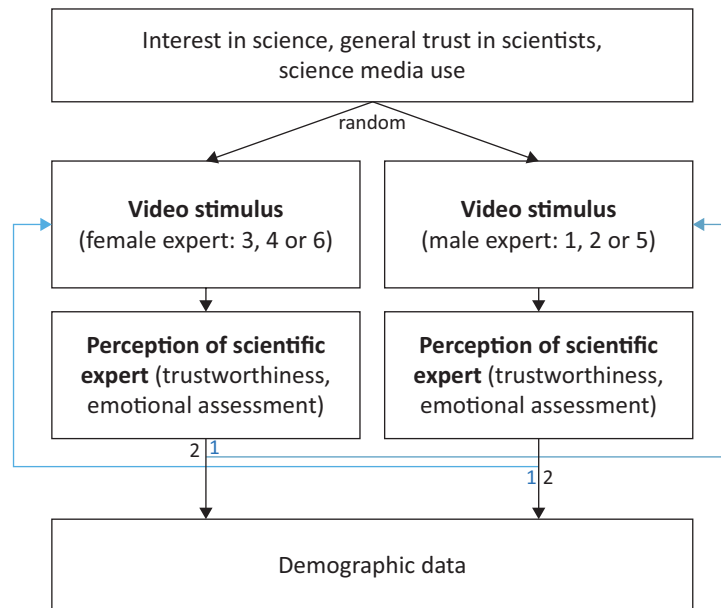 Interest in science, general trust in scientists,
science media use
random
Video stimulus
(female expert: 3, 4 or 6)
Video stimulus
(male expert: 1, 2 or 5)
Perception of scientific
expert (trustworthiness,
emotional assessment)
Perception of scientific
expert (trustworthiness,
emotional assessment)
2 1
1 2
Demographic data